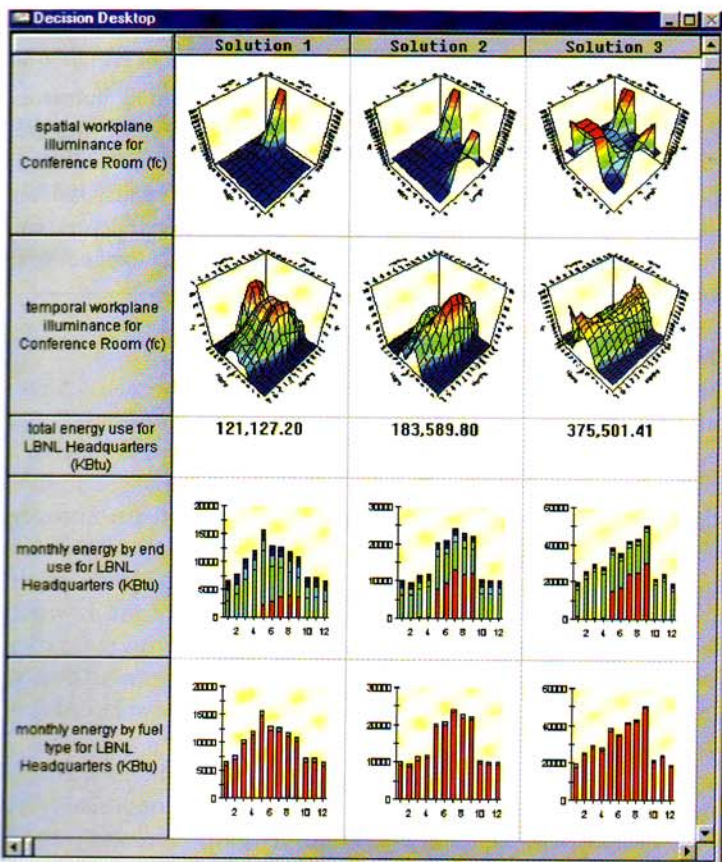 Decision Desktop
Solution 1 Solution 2 Solution 3
spatial workplane
illuminance for
Conference Room (fc)
temporal workplane
illuminance for
Conference Room (fc)
total energy use for
LBNL Headquarters
(KBtu)
121,127.20 183,589.80 375,501.41
monthly energy by end
use for LBNL
Headquarters (KBtu)
20000
15000
10000
5000
0
2 4 6 8 10 12
30000
20000
10000
0
2 4 6 8 10 12
60000
40000
20000
0
2 4 6 8 10 12
monthly energy by fuel
type for LBNL
Headquarters (KBtu)
20000
15000
10000
5000
0
2 4 6 8 10 12
30000
20000
10000
0
2 4 6 8 10 12
60000
40000
20000
0
2 4 6 8 10 12